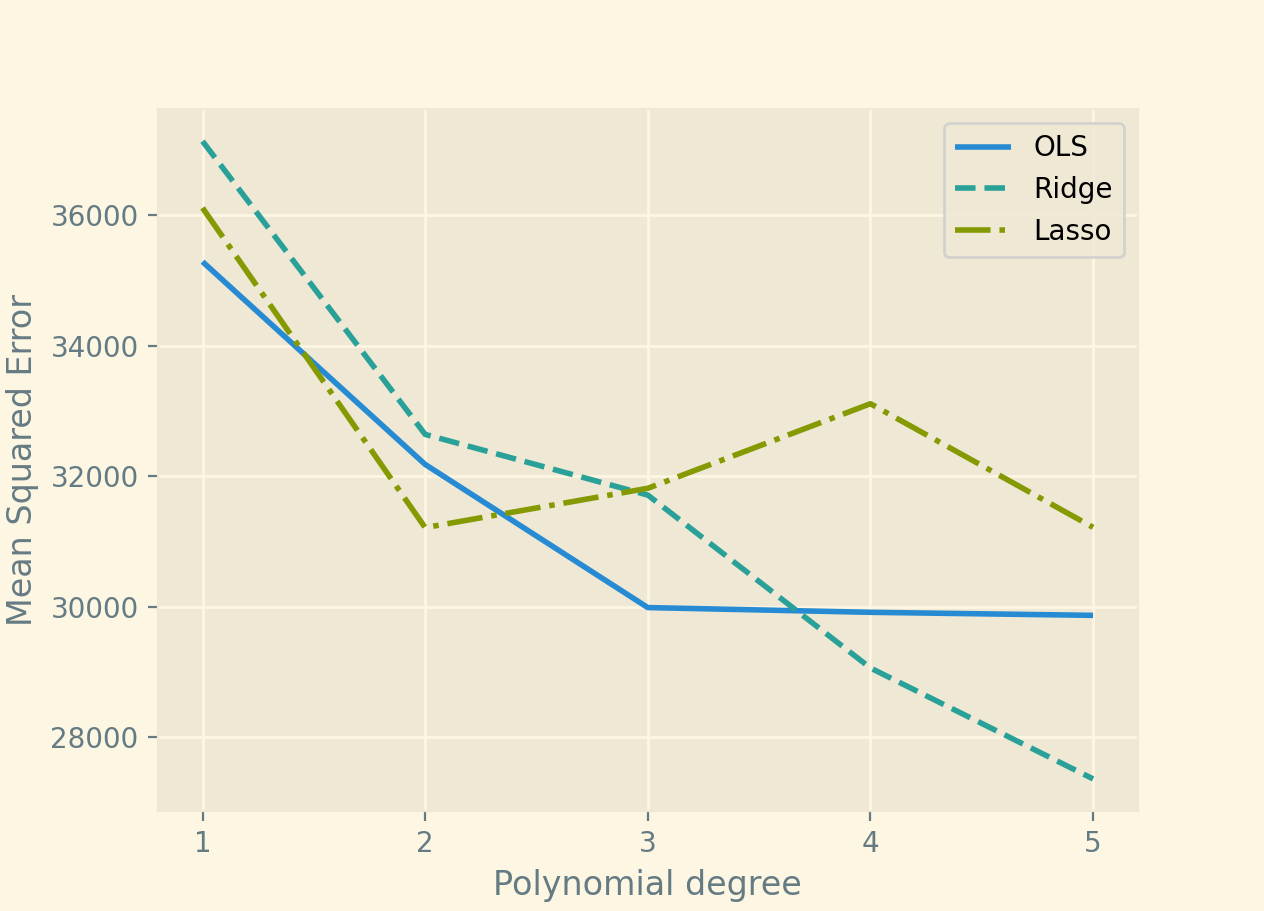 OLS
Ridge
Lasso
36000
34000
32000
30000
28000
Mean Squared Error
1 2 3 4 5
Polynomial degree